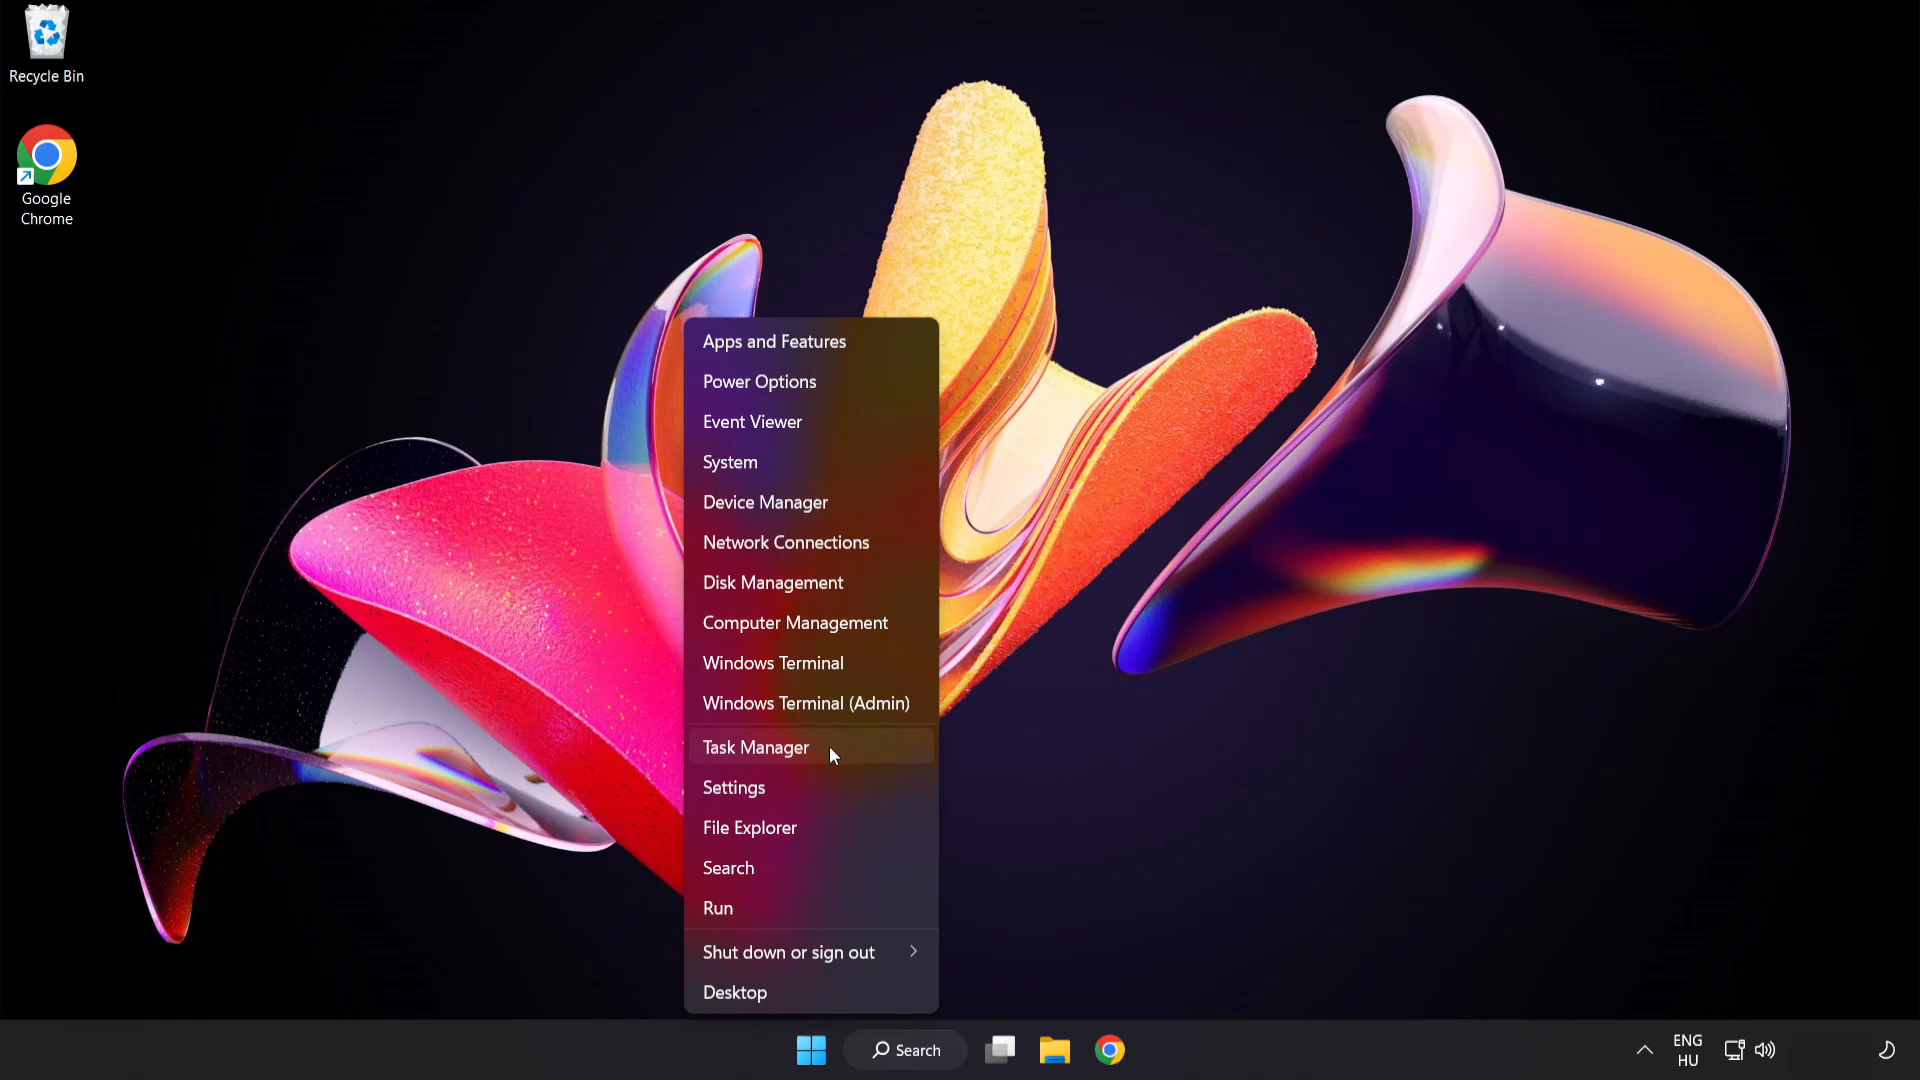 Recycle Bin
Google
Chrome
Apps and Features
Power Options
Event Viewer
System
Device Manager
Network Connections
Disk Management
Computer Management
Windows Terminal
Windows Terminal (Admin)
Task Manager
Settings
File Explorer
Search
Run
Shut down or sign out
Desktop
Search
ENG
HU